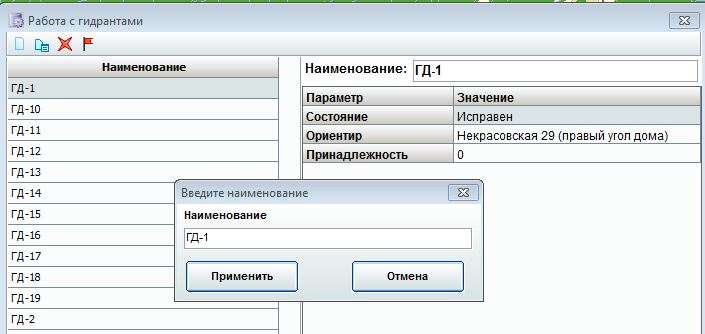 Работа с гидрантами
Наименование
ГД-1
ГД-10
ГД-11
ГД-12
ГД-13
ГД-14
ГД-15
ГД-16
ГД-17
ГД-18
ГД-19
ГД-2
Наименование: ГД-1
Параметр Значение
Состояние Исправен
Ориентир Некрасовская 29 (правый угол дома)
Принадлежность 0
Введите наименование
Наименование
ГД-1
Применить Отмена